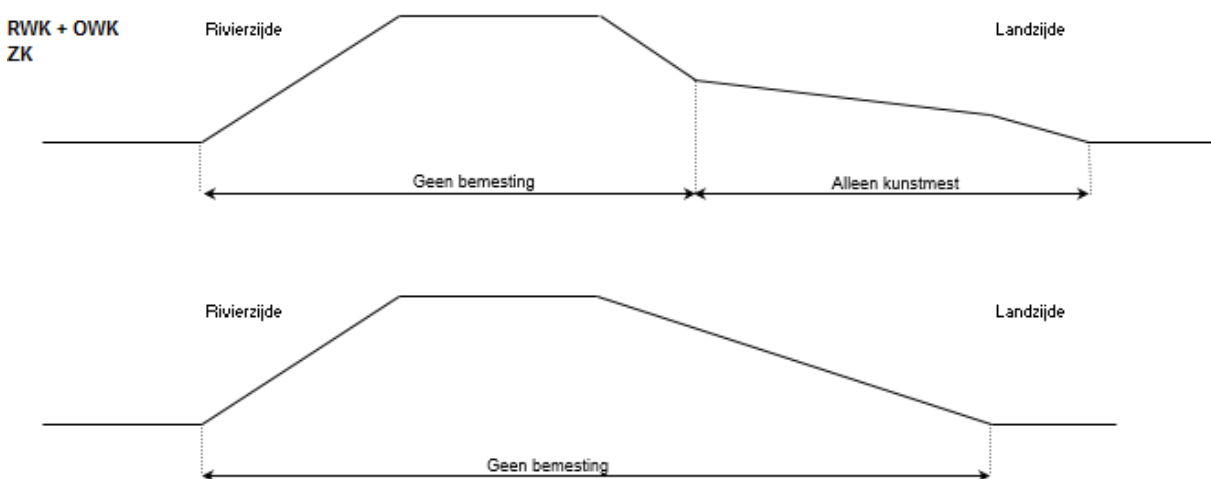 RWK + OWK
ZK
Rivierzijde
Landzijde
Geen bemesting
Alleen kunstmest
Rivierzijde
Landzijde
Geen bemesting